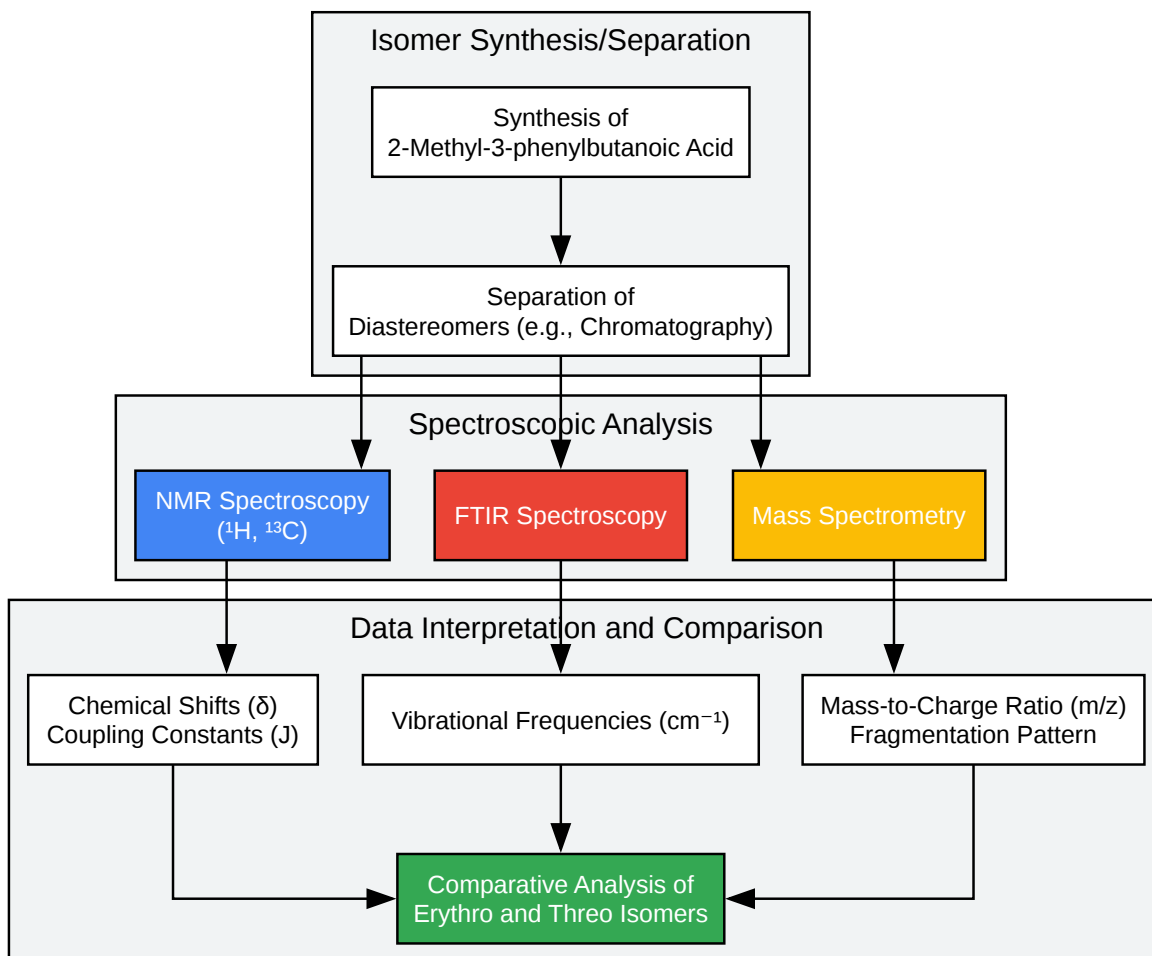 Isomer Synthesis/Separation
Synthesis of
2-Methyl-3-phenylbutanoic Acid
Separation of
Diastereomers (e.g., Chromatography)
Spectroscopic Analysis
NMR Spectroscopy
(¹H, ¹³C)
FTIR Spectroscopy
Mass Spectrometry
Data Interpretation and Comparison
Chemical Shifts (δ)
Coupling Constants (J)
Vibrational Frequencies (cm⁻¹)
Mass-to-Charge Ratio (m/z)
Fragmentation Pattern
Comparative Analysis of
Erythro and Threo Isomers